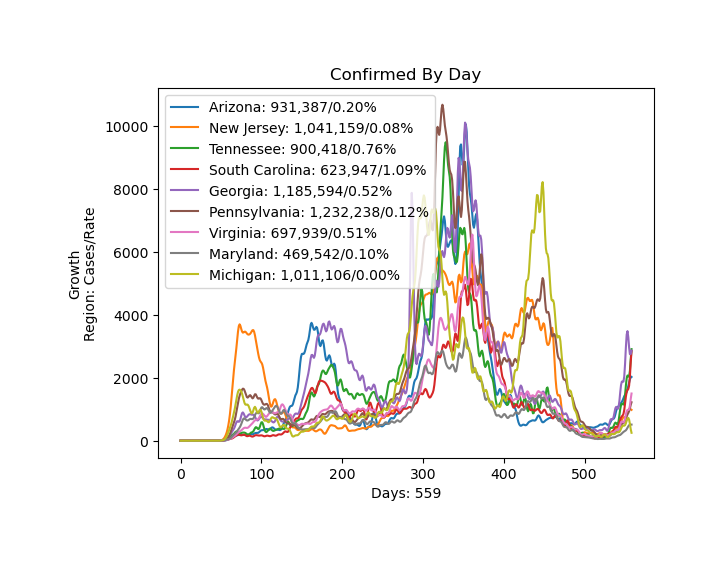 Confirmed By Day
Growth
Region: Cases/Rate
10000
8000
6000
4000
2000
0
Arizona: 931,387/0.20%
New Jersey: 1,041,159/0.08%
Tennessee: 900,418/0.76%
South Carolina: 623,947/1.09%
Georgia: 1,185,594/0.52%
Pennsylvania: 1,232,238/0.12%
Virginia: 697,939/0.51%
Maryland: 469,542/0.10%
Michigan: 1,011,106/0.00%
0 100 200 300 400 500
Days: 559